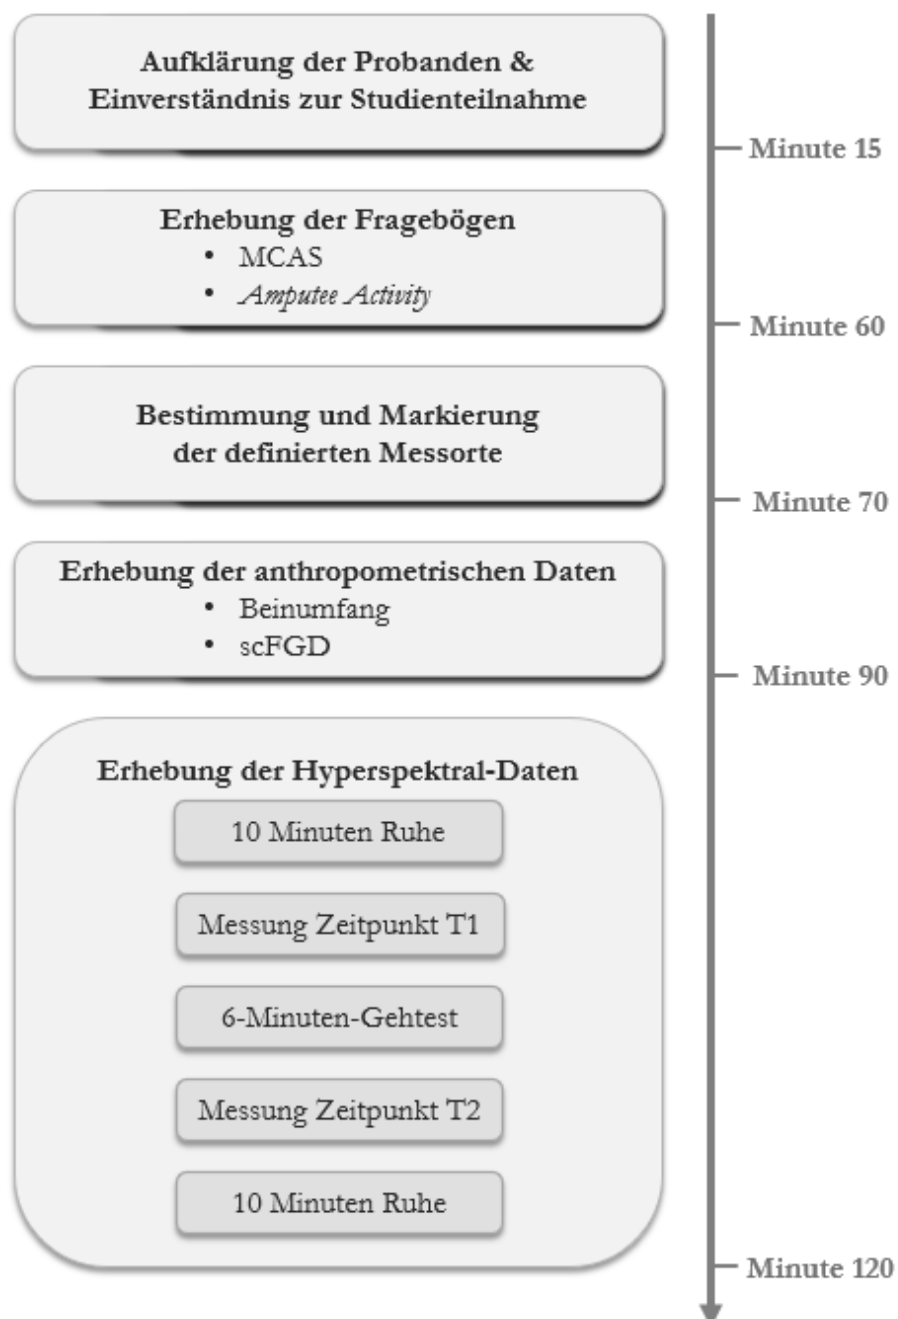 Aufklärung der Probanden &
Einverständnis zur Studienteilnahme
Minute 15
Erhebung der Fragebögen
• MCAS
• Amputee Activity
Minute 60
Bestimmung und Markierung
der definierten Messorte
Minute 70
Erhebung der anthropometrischen Daten
• Beinumfang
• scFGD
Minute 90
Erhebung der Hyperspektral-Daten
10 Minuten Ruhe
Messung Zeitpunkt T1
6-Minuten-Gehtest
Messung Zeitpunkt T2
10 Minuten Ruhe
Minute 120